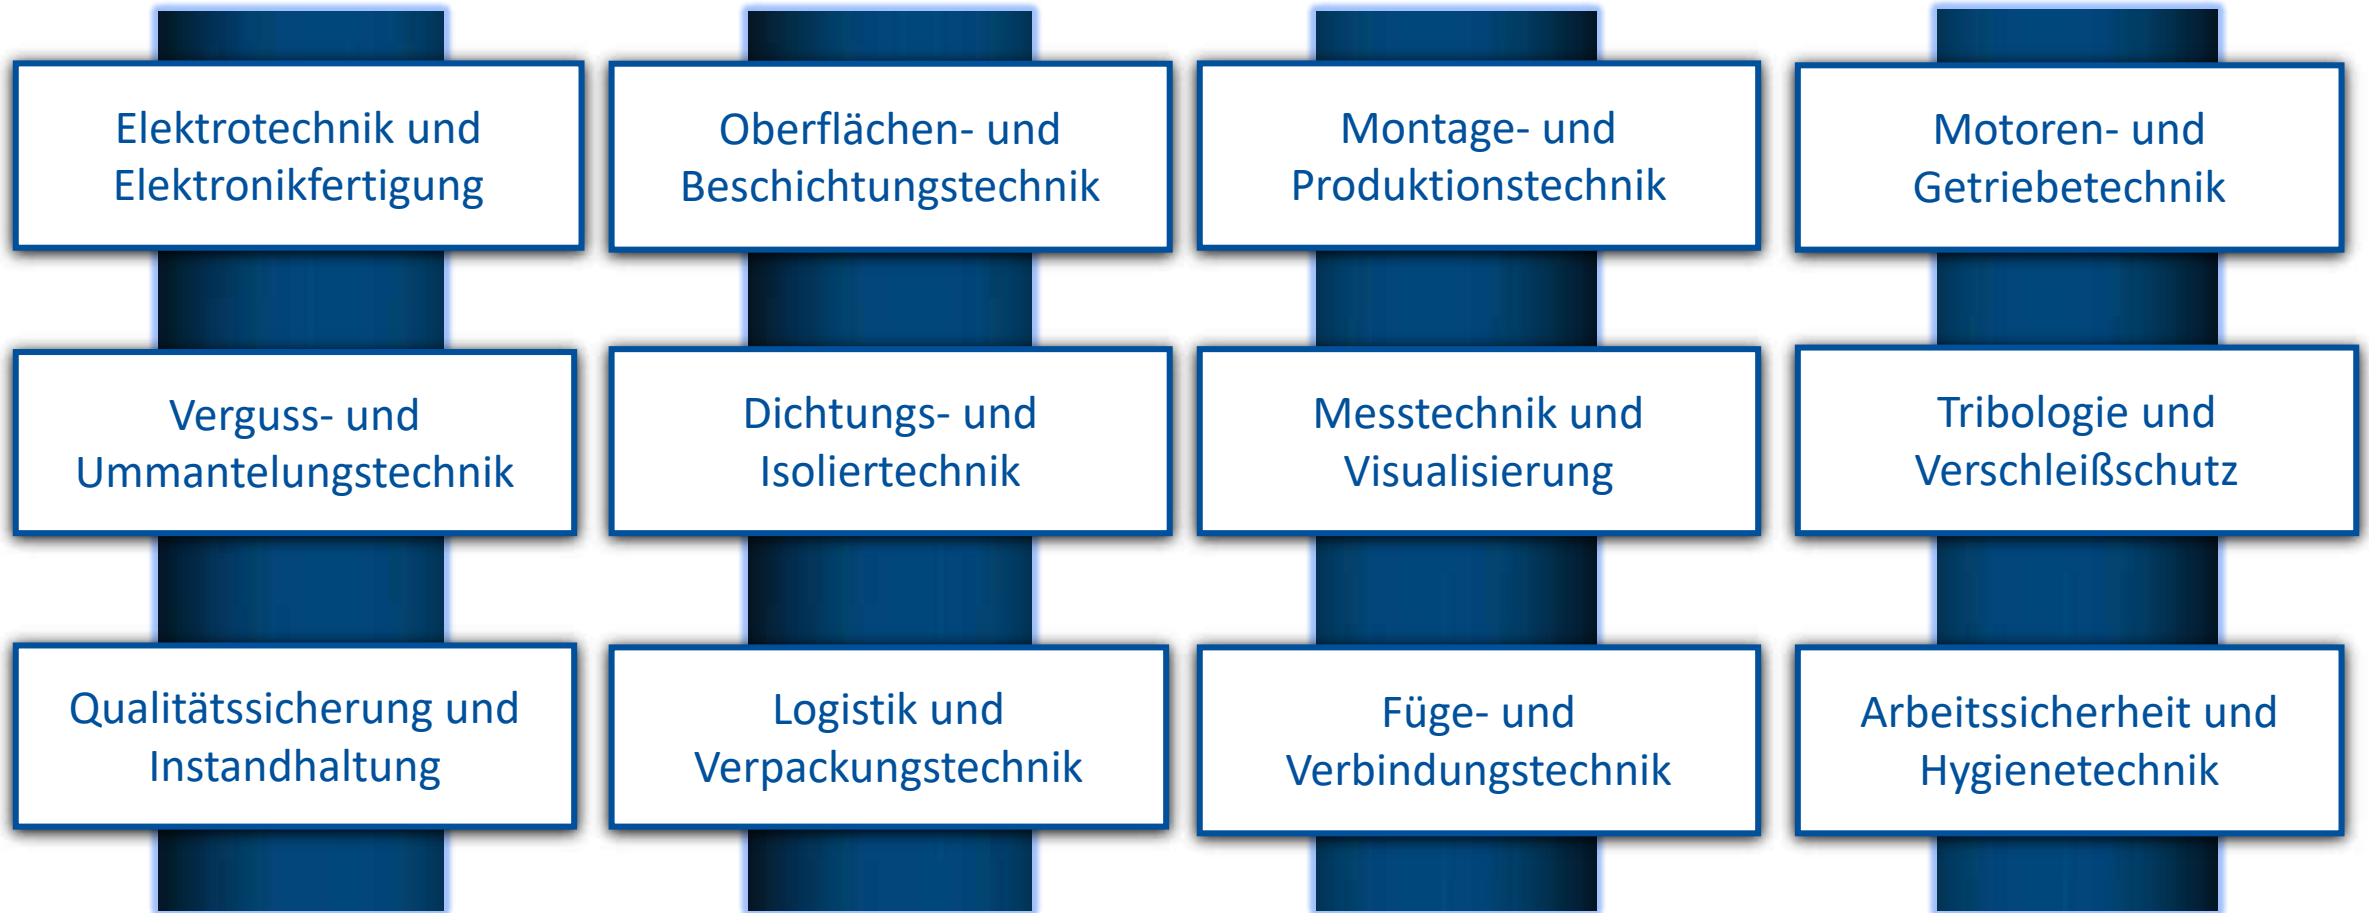 Elektrotechnik und
Elektronikfertigung
Oberflächen- und
Beschichtungstechnik
Montage- und
Produktionstechnik
Motoren- und
Getriebetechnik
Verguss- und
Ummantelungstechnik
Dichtungs- und
Isoliertechnik
Messtechnik und
Visualisierung
Tribologie und
Verschleißschutz
Qualitätssicherung und
Instandhaltung
Logistik und
Verpackungstechnik
Füge- und
Verbindungstechnik
Arbeitssicherheit und
Hygienetechnik